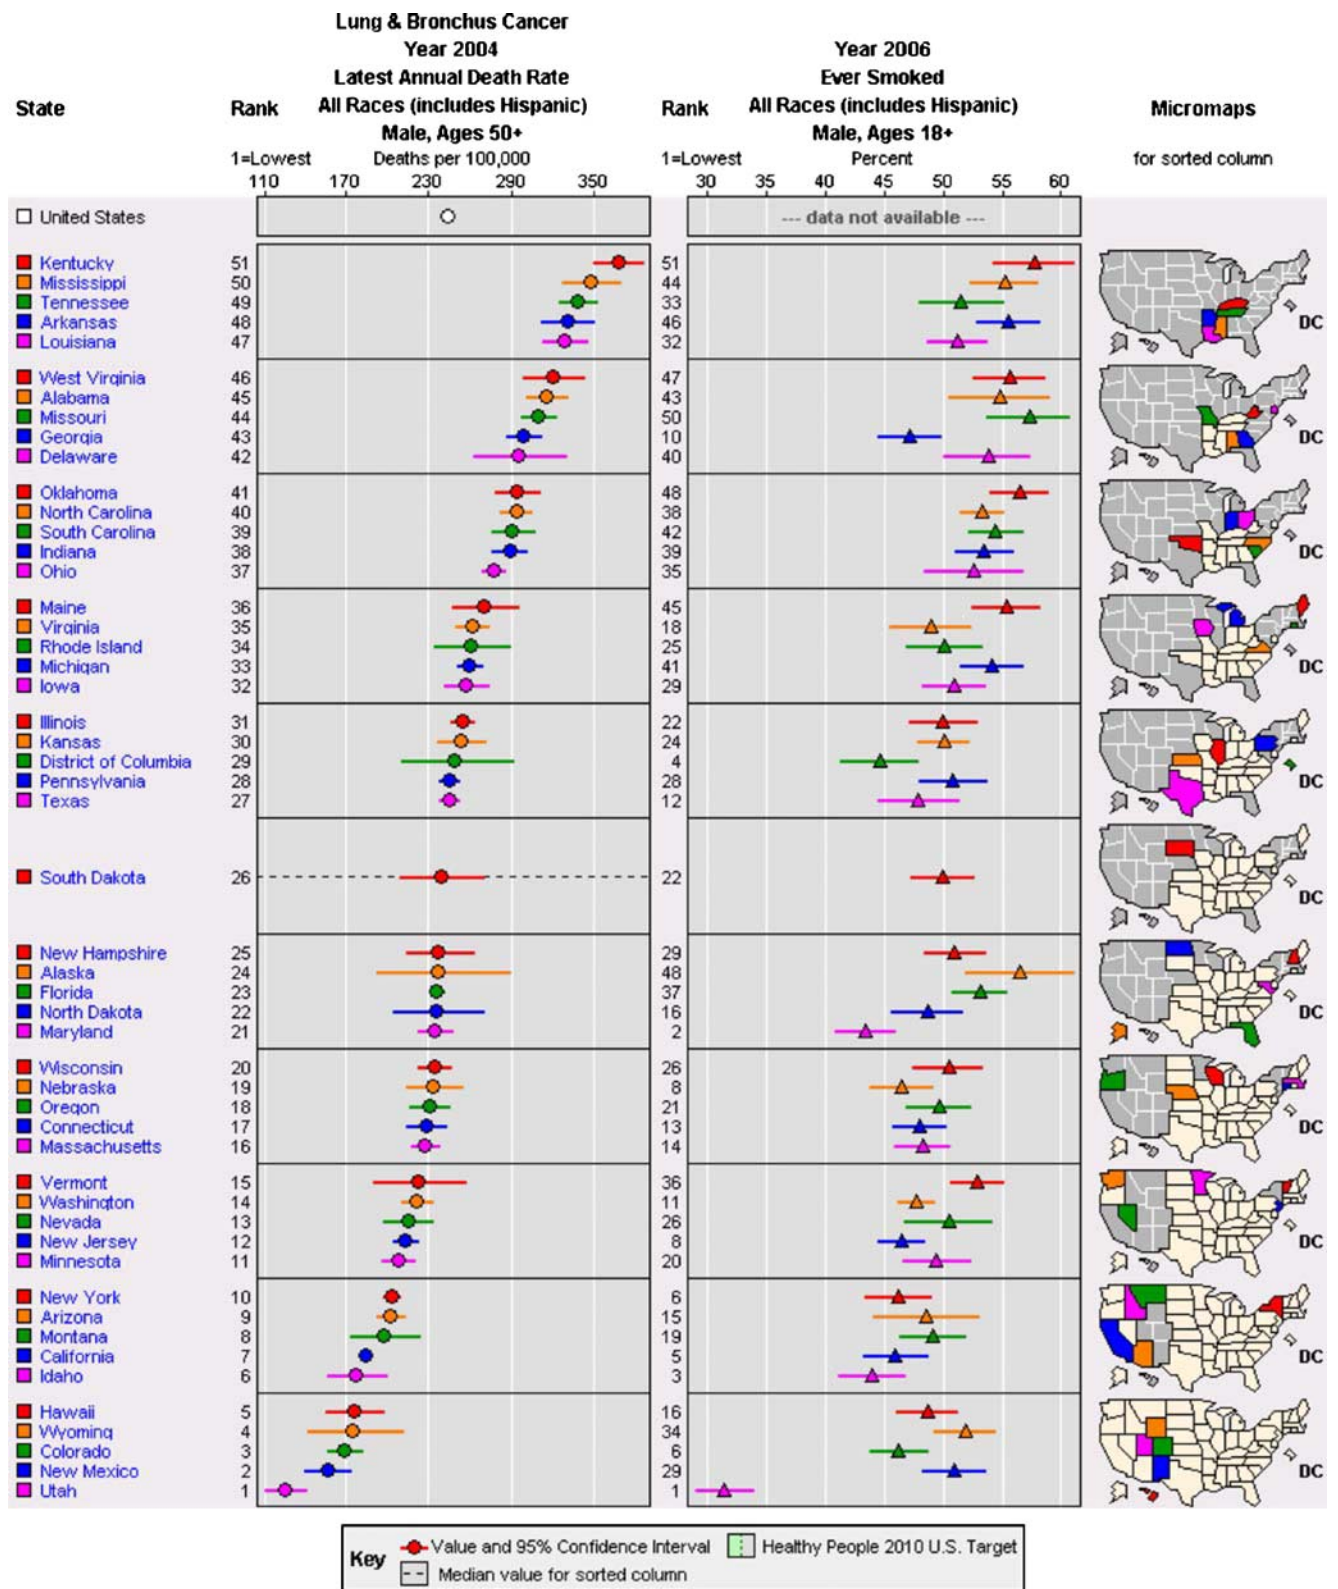 Lung & Bronchus Cancer
Year 2004
Latest Annual Death Rate
All Races (includes Hispanic)
Male, Ages 50+
Deaths per 100,000
Year 2006
Ever Smoked
All Races (includes Hispanic)
Male, Ages 18+
Percent
State Rank Rank Micromaps
1=Lowest 1=Lowest for sorted column
110 170 230 290 350 30 35 40 45 50 55 60
United States --- data not available ---
Kentucky 51 51
Mississippi 50 44
Tennessee 49 33
Arkansas 48 46 DC
Louisiana 47 32
West Virginia 46 47
Alabama 45 43
Missouri 44 50
Georgia 43 10 DC
Delaware 42 40
Oklahoma 41 48
North Carolina 40 38
South Carolina 39 42
Indiana 38 39 DC
Ohio 37 35
Maine 36 45
Virginia 35 18
Rhode Island 34 25
Michigan 33 41 DC
Iowa 32 29
Illinois 31 22
Kansas 30 24
District of Columbia 29 4
Pennsylvania 28 28 DC
Texas 27 12
South Dakota 26 22
DC
New Hampshire 25 29
Alaska 24 48
Florida 23 37
North Dakota 22 16 DC
Maryland 21 2
Wisconsin 20 26
Nebraska 19 8
Oregon 18 21
Connecticut 17 13 DC
Massachusetts 16 14
Vermont 15 36
Washington 14 11
Nevada 13 26
New Jersey 12 8 DC
Minnesota 11 20
New York 10 6
Arizona 9 15
Montana 8 19
California 7 5 DC
Idaho 6 3
Hawaii 5 16
Wyoming 4 34
Colorado 3 6
New Mexico 2 29 DC
Utah 1 1
Key
Value and 95% Confidence Interval
Healthy People 2010 U.S. Target
Median value for sorted column